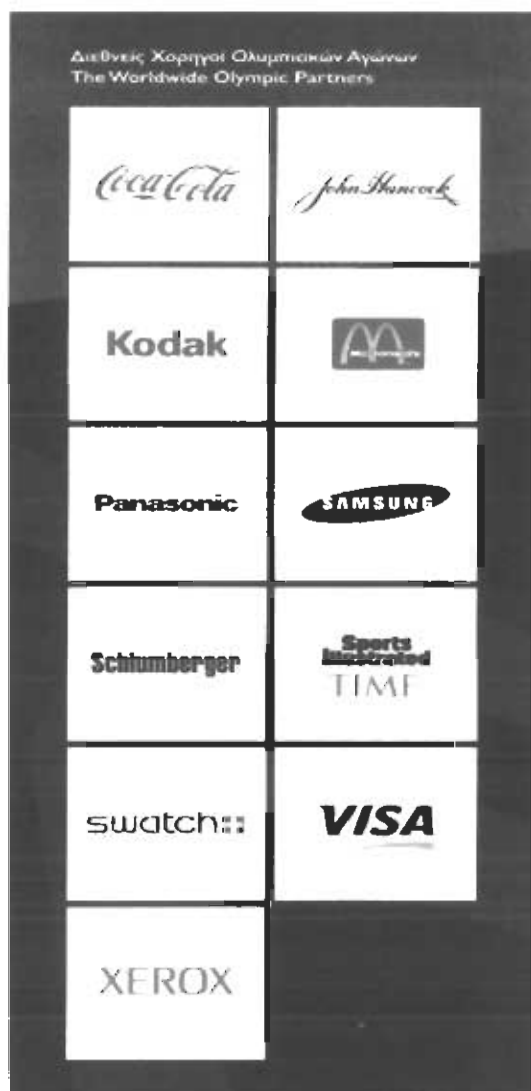 Διεθνείς Χορηγοί Ολυμπιακών Αγώνων
The Worldwide Olympic Partners
Coca-Cola
John Hancock
Kodak
McDonald's
Panasonic
SAMSUNG
Schlumberger
Sports
Illustrated
TIME
swatch
VISA
XEROX